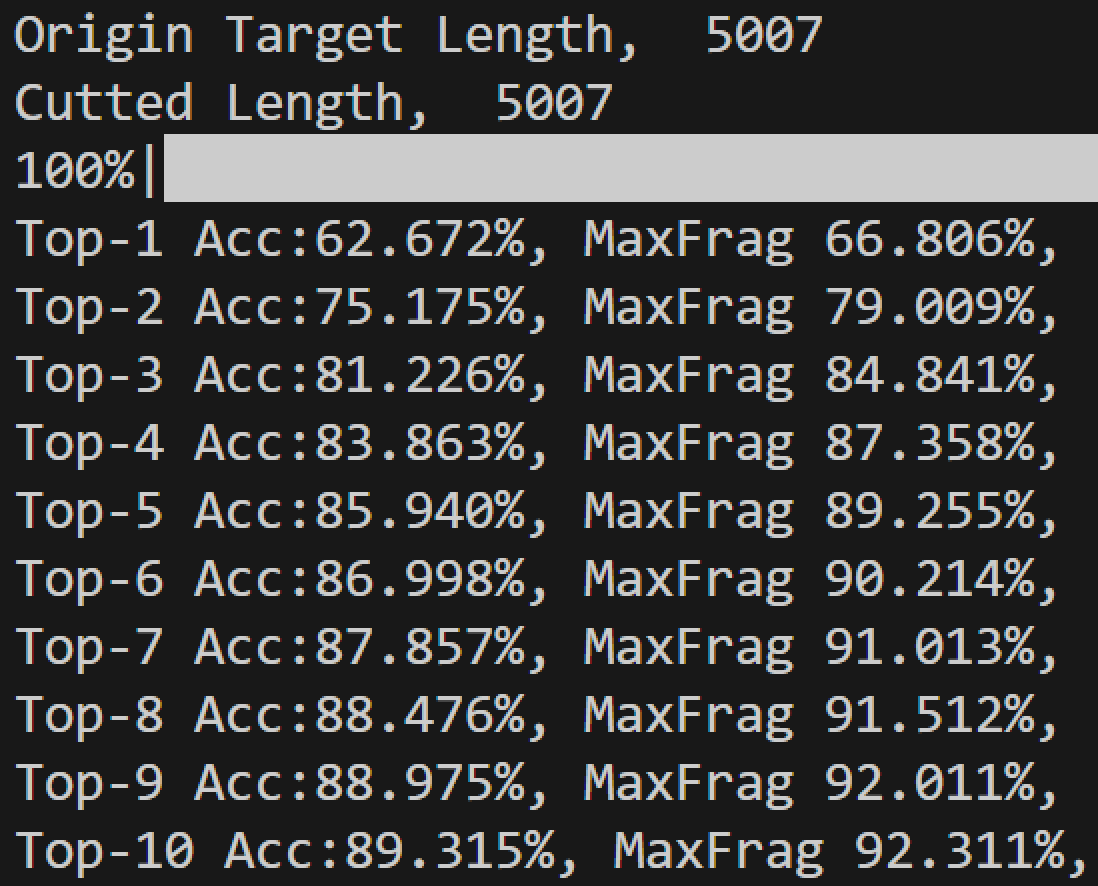 Origin Target Length,  5007
Cutted Length,  5007
100%|
Top-1 Acc:62.672%, MaxFrag 66.806%,
Top-2 Acc:75.175%, MaxFrag 79.009%,
Top-3 Acc:81.226%, MaxFrag 84.841%,
Top-4 Acc:83.863%, MaxFrag 87.358%,
Top-5 Acc:85.940%, MaxFrag 89.255%,
Top-6 Acc:86.998%, MaxFrag 90.214%,
Top-7 Acc:87.857%, MaxFrag 91.013%,
Top-8 Acc:88.476%, MaxFrag 91.512%,
Top-9 Acc:88.975%, MaxFrag 92.011%,
Top-10 Acc:89.315%, MaxFrag 92.311%,